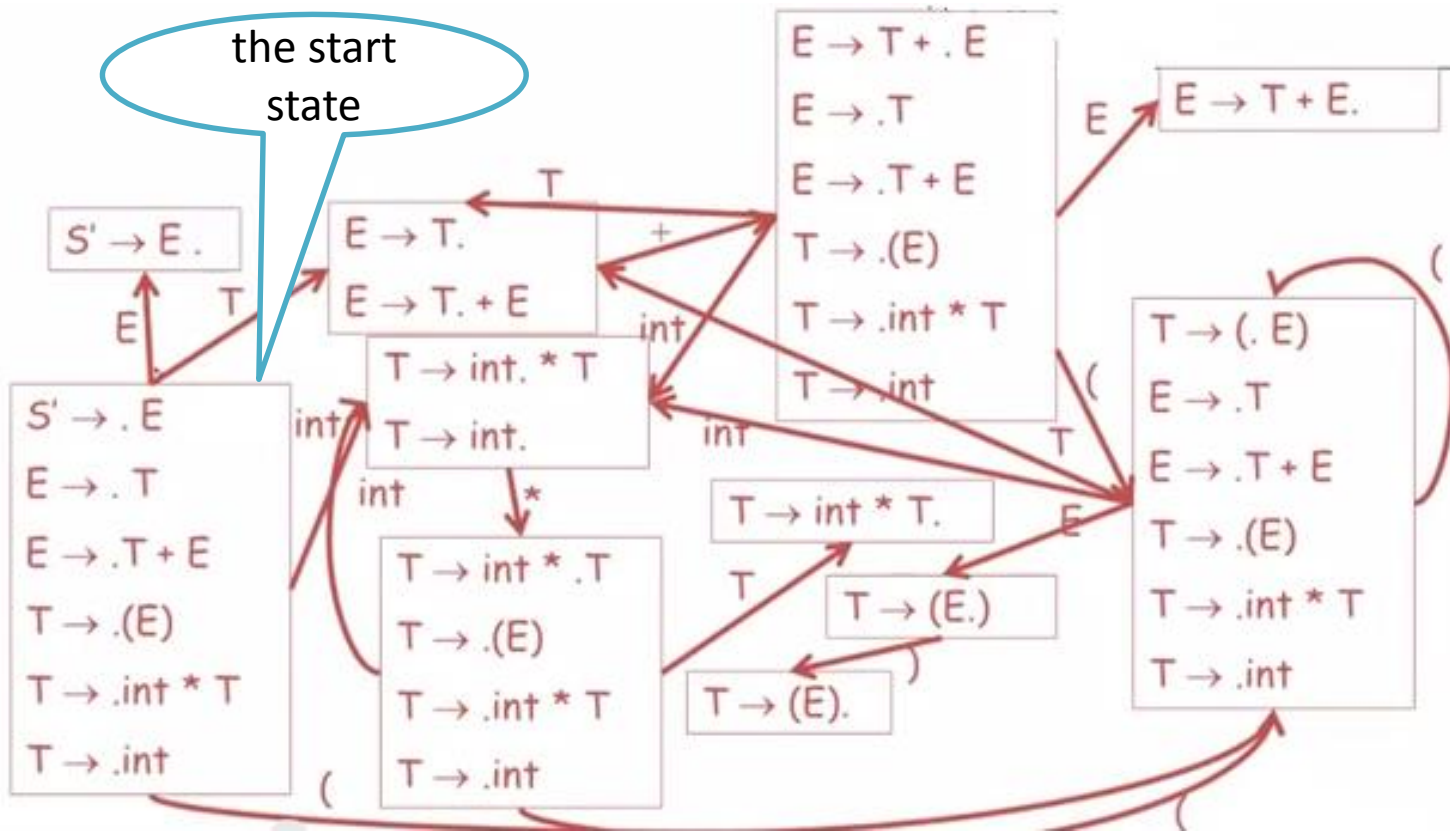 the start
state
E → T + . E
E → .T
E → .T + E
T → .(E)
T → .int * T
T → .int
E
E → T + E.
S' → E .
E
T
E → T.
E → T. + E
T
+
int
T → int. * T
T → int.
int
int
*
int
T
(
(
T → (. E)
E → .T
E → .T + E
T → .(E)
T → .int * T
T → .int
S' → . E
E → . T
E → .T + E
T → .(E)
T → .int * T
T → .int
(
T → int * .T
T → .(E)
T → .int * T
T → .int
T
T → int * T.
E
T → (E.)
)
T → (E).
(